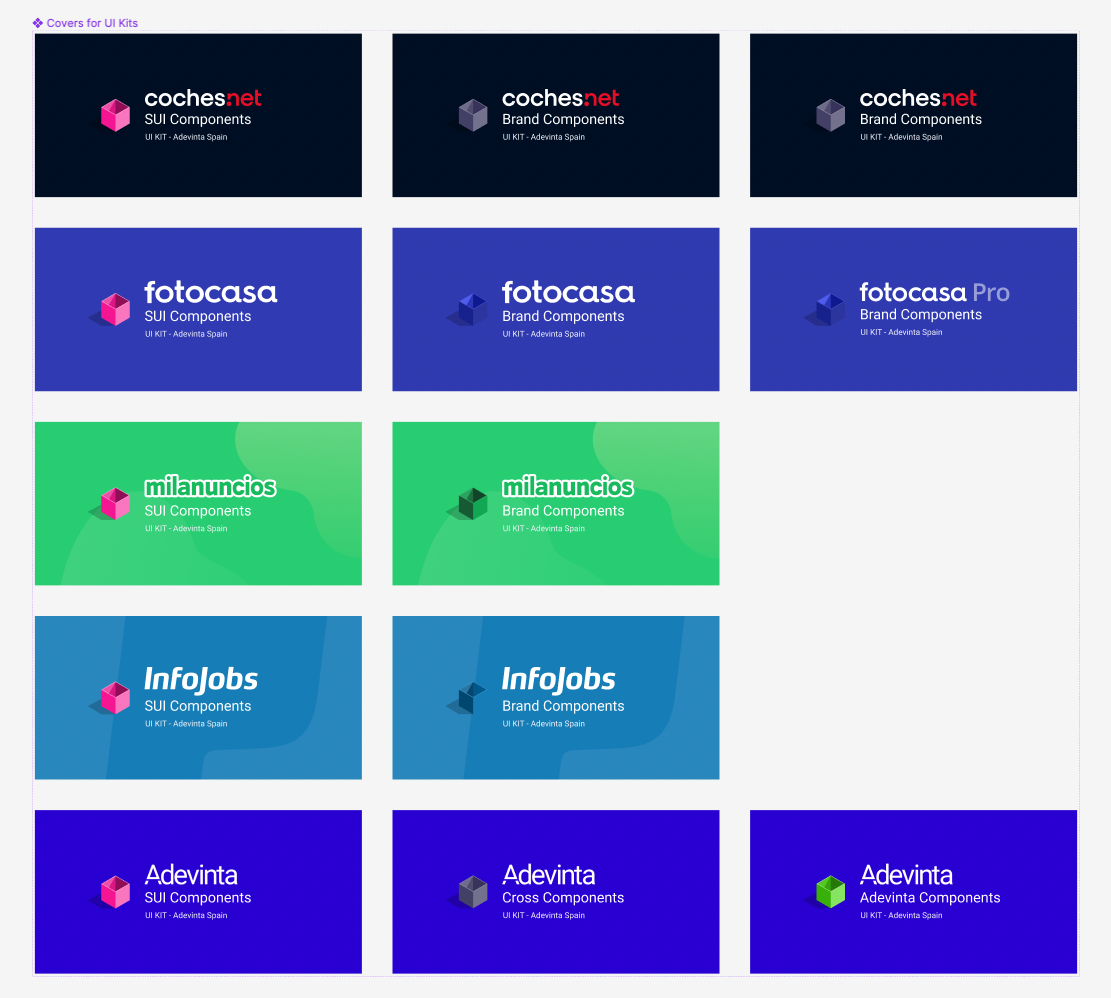 Covers for UI Kits
coches.net
SUI Components
UI KIT - Adevinta Spain
coches.net
Brand Components
UI KIT - Adevinta Spain
coches.net
Brand Components
UI KIT - Adevinta Spain
fotocasa
SUI Components
UI KIT - Adevinta Spain
fotocasa
Brand Components
UI KIT - Adevinta Spain
fotocasa Pro
Brand Components
UI KIT - Adevinta Spain
milanuncios
SUI Components
UI KIT - Adevinta Spain
milanuncios
Brand Components
UI KIT - Adevinta Spain
InfoJobs
SUI Components
UI KIT - Adevinta Spain
InfoJobs
Brand Components
UI KIT - Adevinta Spain
Adevinta
SUI Components
UI KIT - Adevinta Spain
Adevinta
Cross Components
UI KIT - Adevinta Spain
Adevinta
Adevinta Components
UI KIT - Adevinta Spain